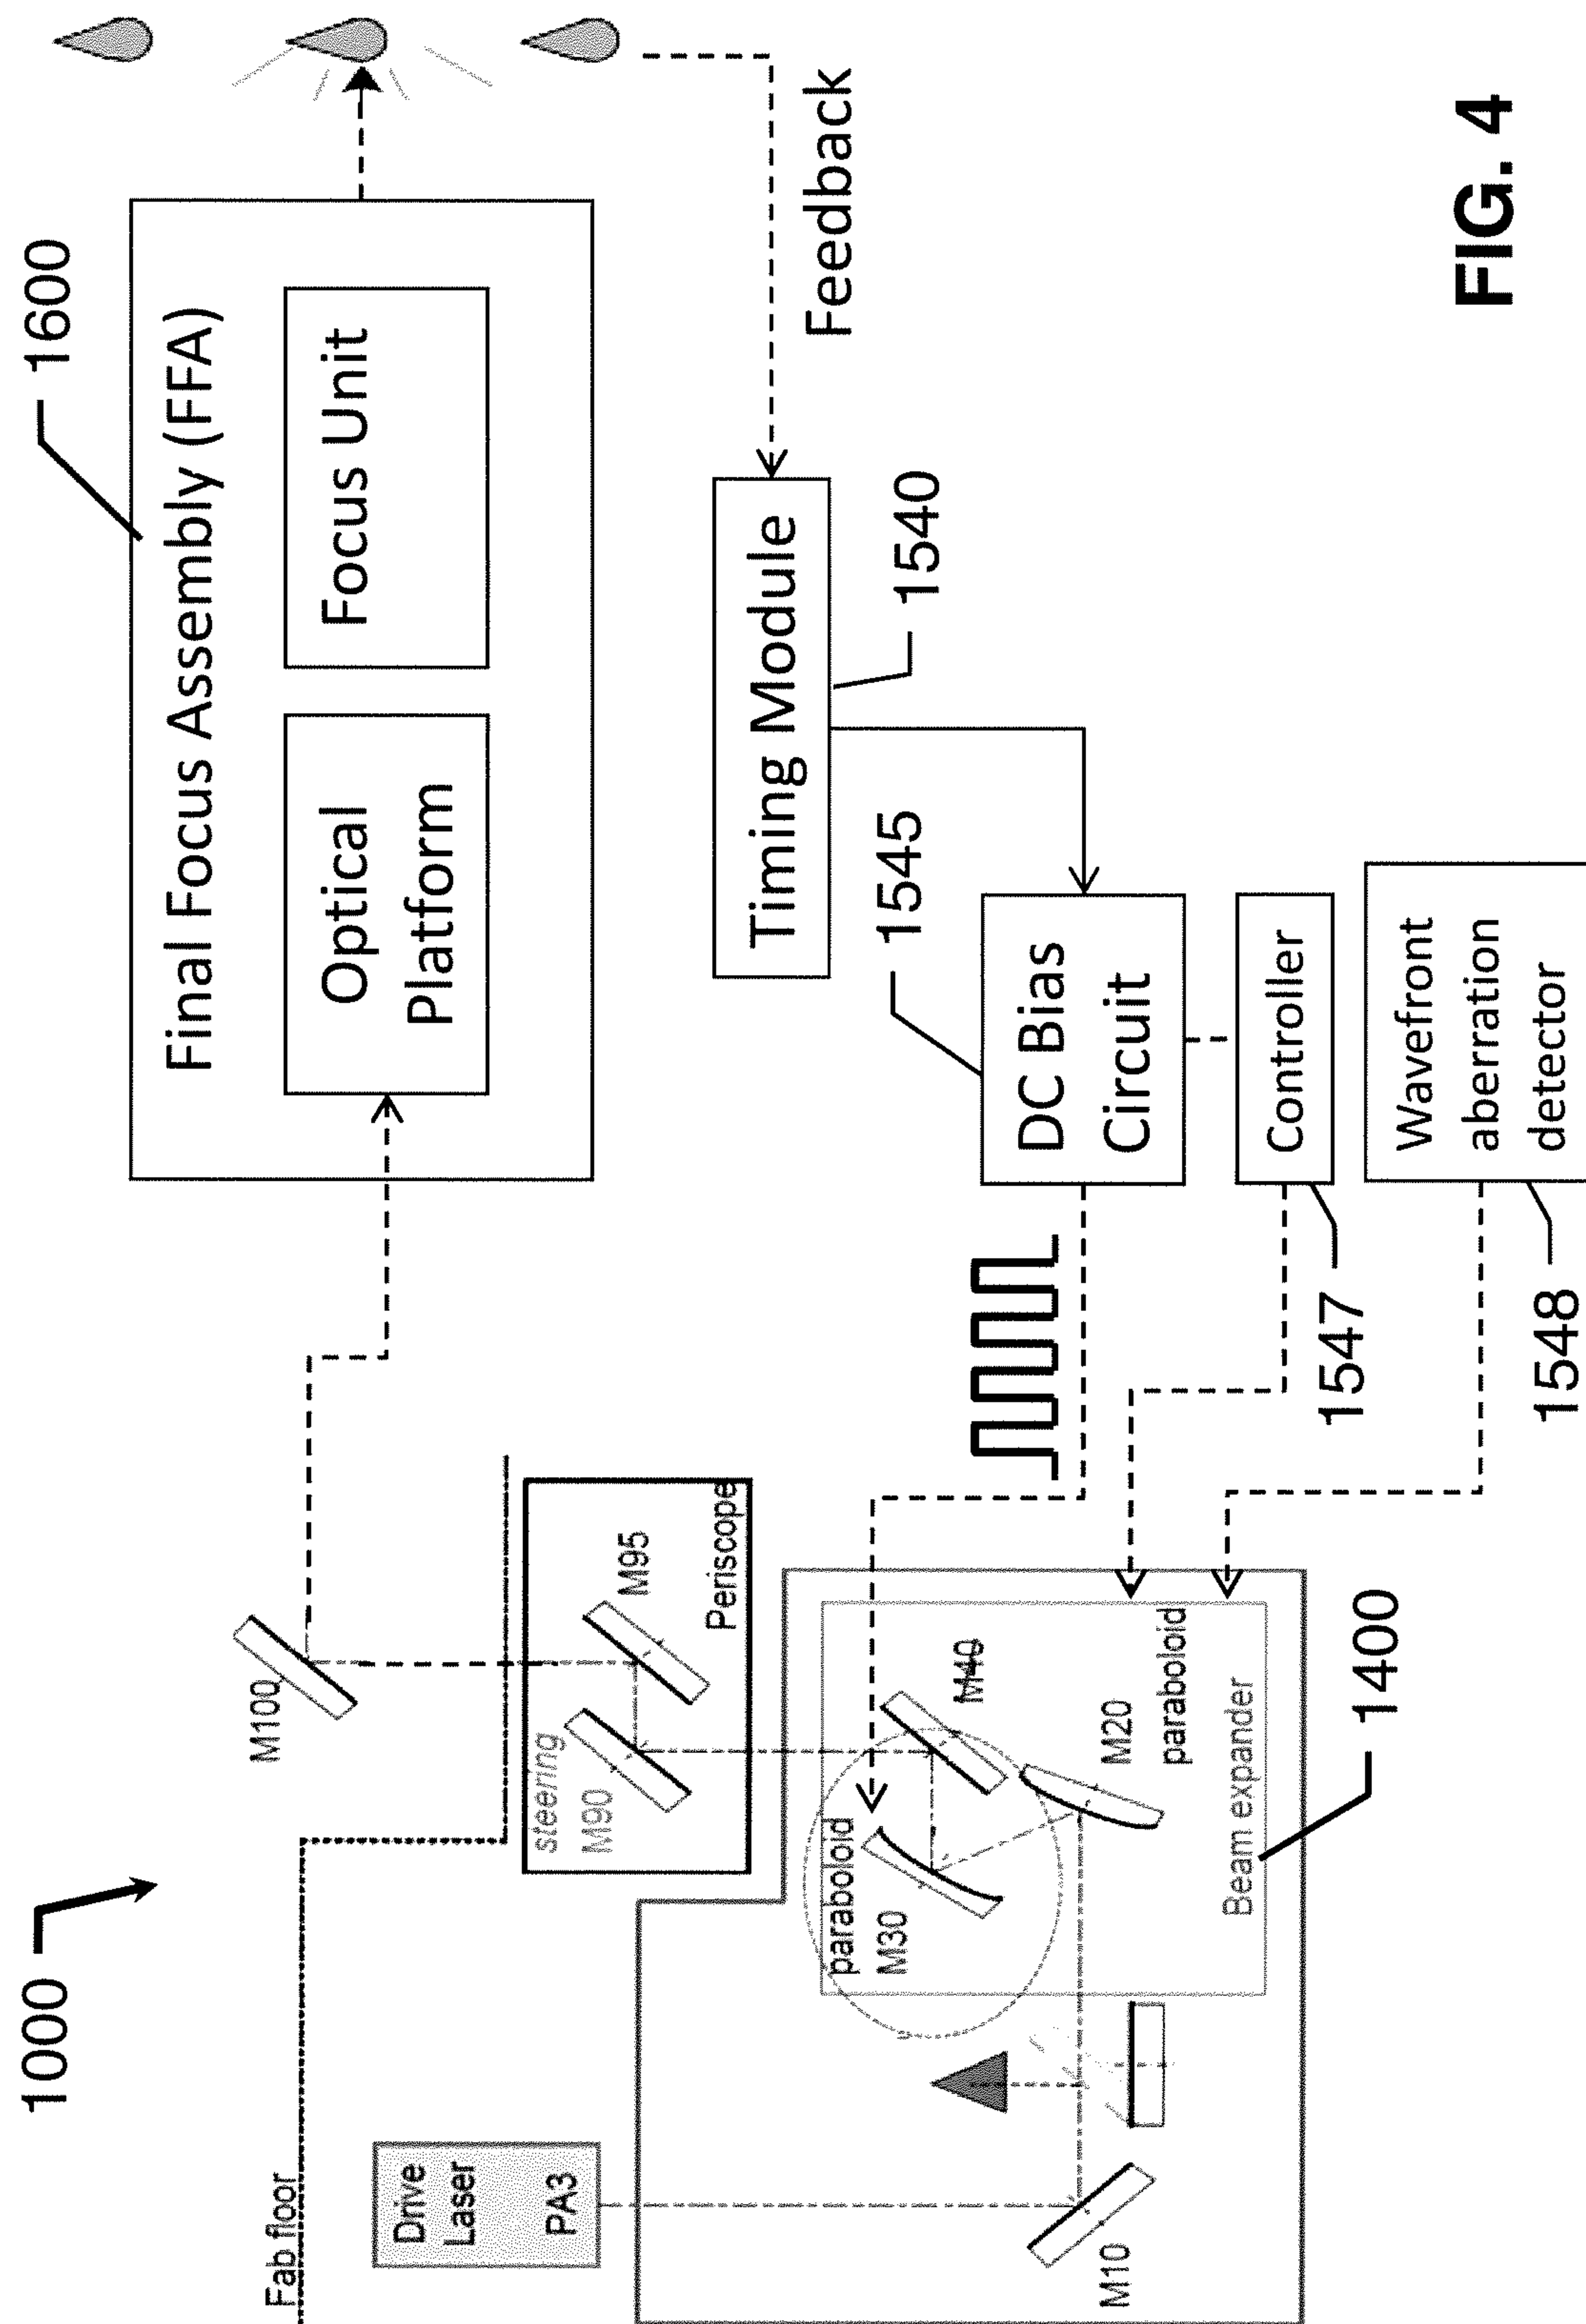 1000
Fab floor
Drive
Laser
PA3
M10
M100
steering
M90
M95
Periscope
paraboloid
M30
M40
M20
paraboloid
Beam expander
1400
1600
Final Focus Assembly (FFA)
Optical
Platform
Focus Unit
Feedback
Timing Module
1540
1545
DC Bias
Circuit
Controller
1547
Wavefront
aberration
detector
1548
FIG. 4